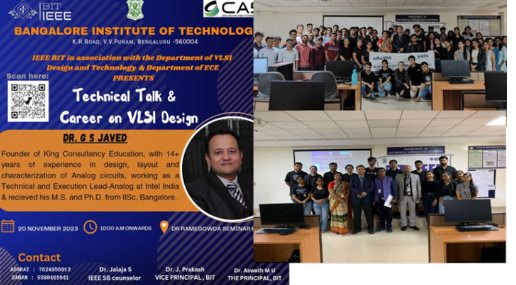 BIT
IEEE
CAS
BANGALORE INSTITUTE OF TECHNOLOG
K.R.ROAD, V.V.PURAM, BENGALURU -560004
IEEE BIT in association with the Department of VLSI
Design and Technology & Department of ECE
PRESENTS
Scan here:
Technical Talk &
Career on VLSI Design
DR. G S JAVED
Founder of King Consultancy Education, with 14+
years of experience in design, layout and
characterization of Analog circuits, working as a
Technical and Execution Lead-Analog at Intel India
& recieved his M.S. and Ph.D. from IISc, Bangalore.
20 NOVEMBER 2023
10:00 A.M ONWARDS
DR RAMEGOWDA SEMINAR
Contact
Dr. Jalaja S
IEEE SB counselor
Dr. J. Prakash
VICE PRINCIPAL , BIT
Dr. Aswath M U
THE PRINCIPAL, BIT